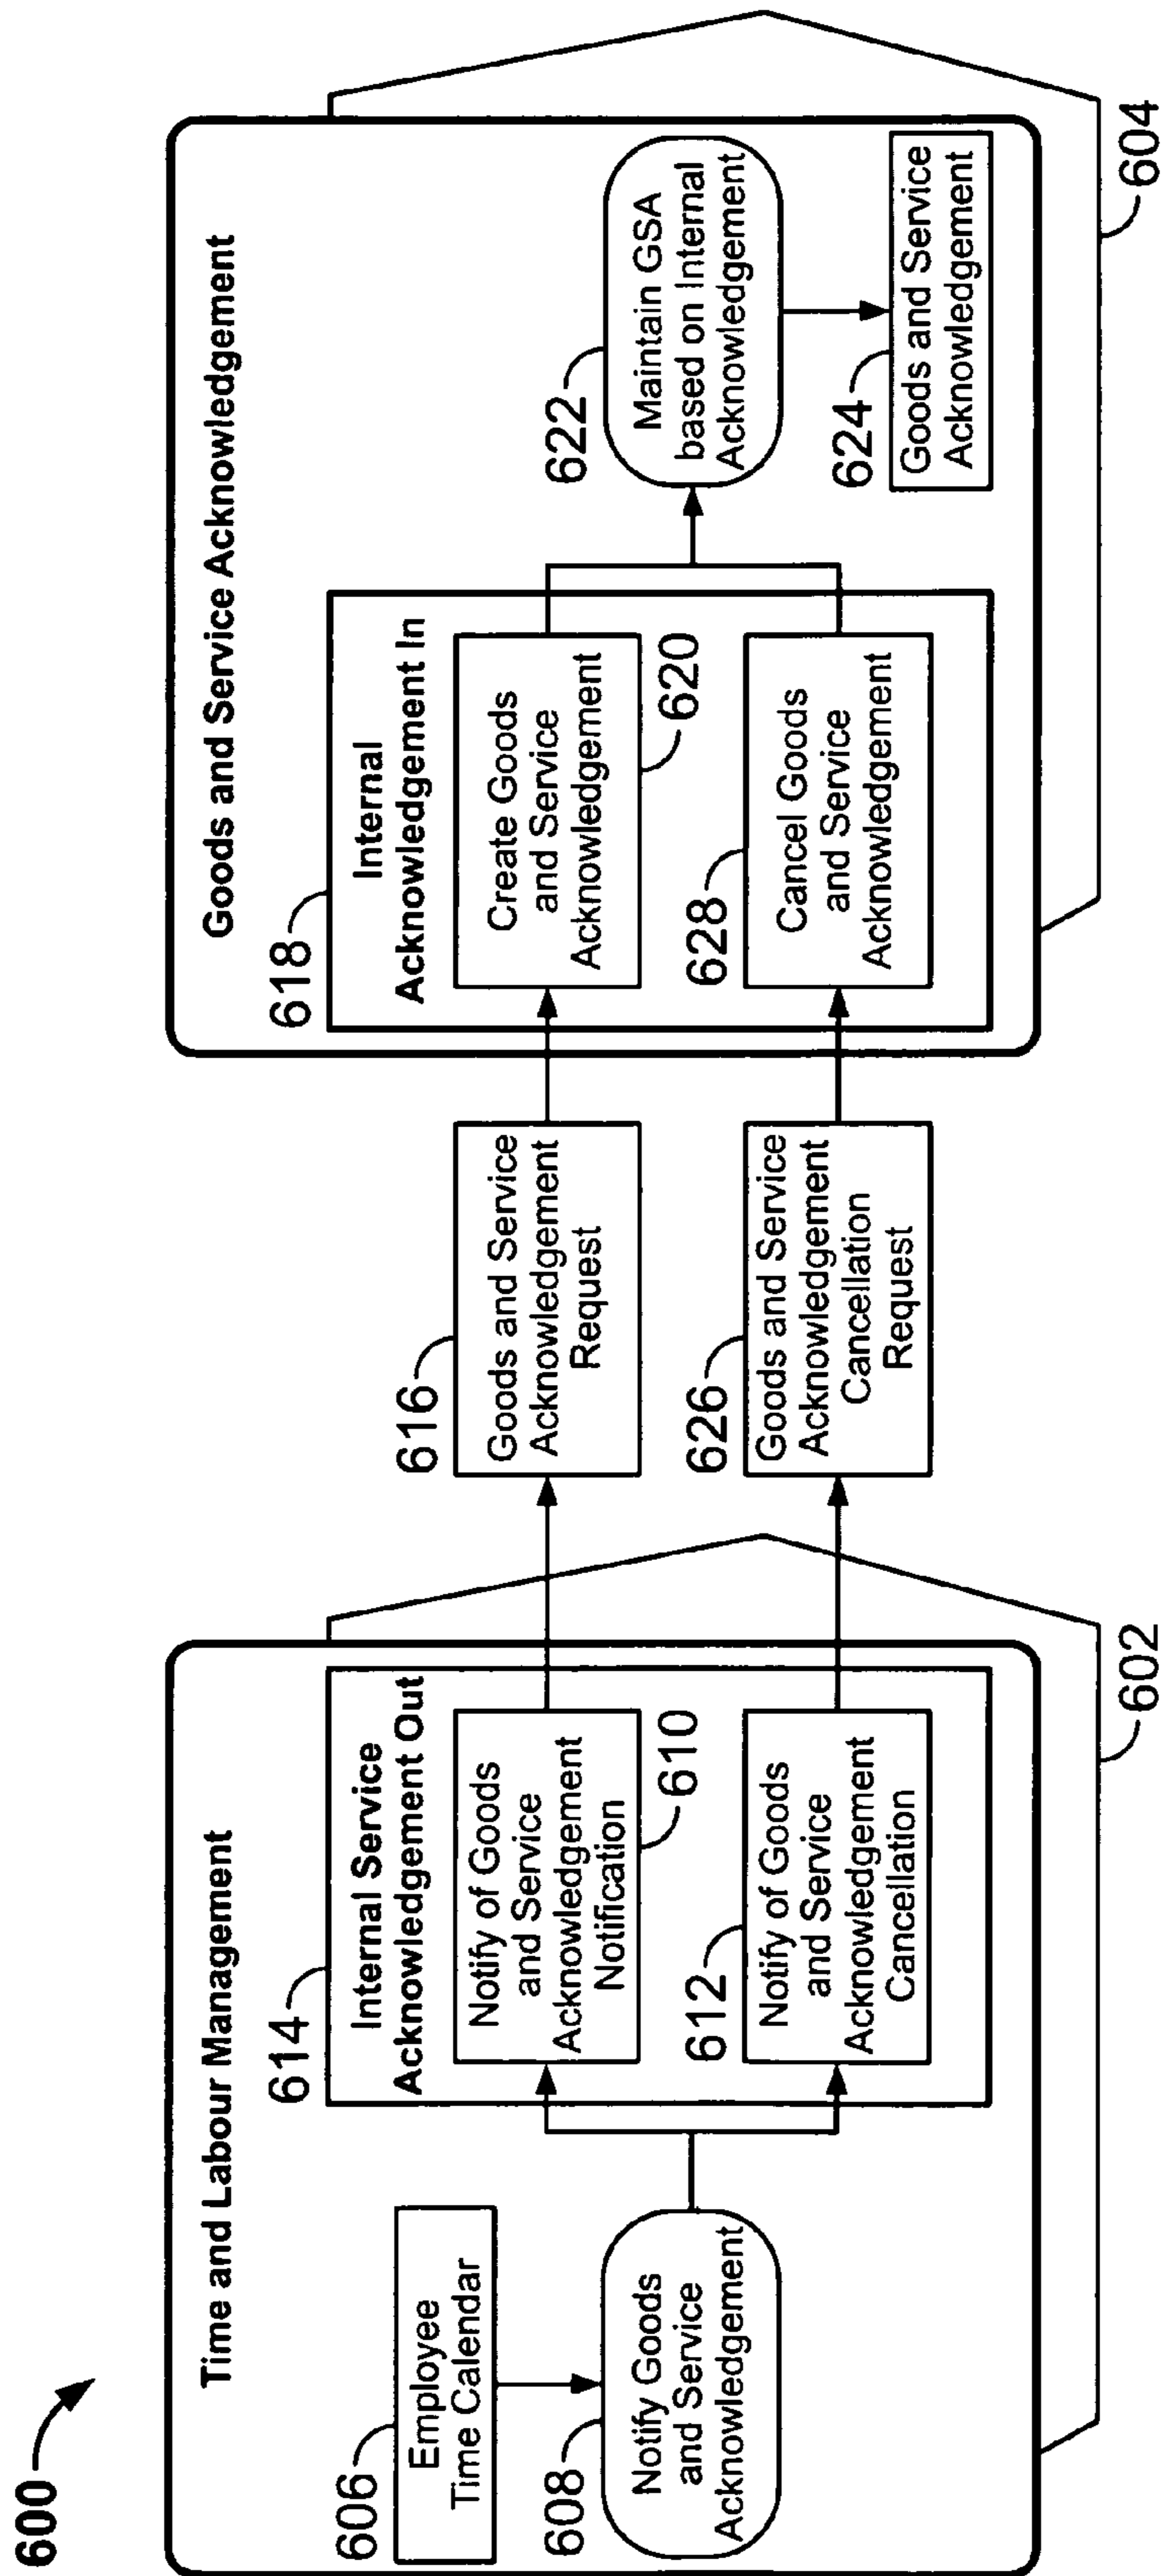 600
Time and Labour Management
606
Employee
Time Calendar
608
Notify Goods
and Service
Acknowledgement
614
Internal Service
Acknowledgement Out
Notify of Goods
and Service
Acknowledgement
Notification
610
612
Notify of Goods
and Service
Acknowledgement
Cancellation
602
616
Goods and Service
Acknowledgement
Request
626
Goods and Service
Acknowledgement
Cancellation
Request
Goods and Service Acknowledgement
618
Internal
Acknowledgement In
Create Goods
and Service
Acknowledgement
620
628
Cancel Goods
and Service
Acknowledgement
622
Maintain GSA
based on Internal
Acknowledgement
624
Goods and Service
Acknowledgement
604